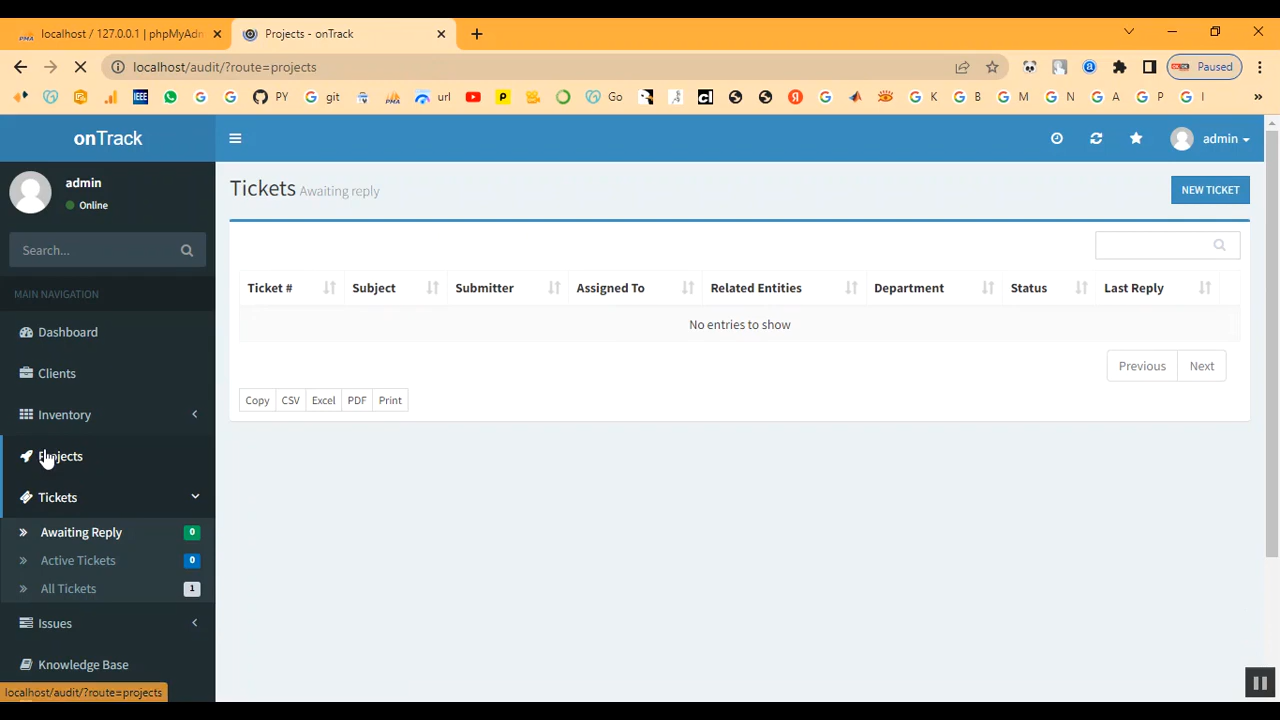 localhost / 127.0.0.1 | phpMyAdn
Projects - onTrack
localhost/audit/?route=projects
Paused
PY
git
url
Go
K
B
M
N
A
P
I
onTrack
admin
admin
Online
Tickets Awaiting reply
NEW TICKET
Search...
MAIN NAVIGATION
Ticket # Subject Submitter Assigned To Related Entities Department Status Last Reply
No entries to show
Previous Next
Copy CSV Excel PDF Print
Dashboard
Clients
Inventory
Projects
Tickets
Awaiting Reply 0
Active Tickets 0
All Tickets 1
Issues
Knowledge Base
localhost/audit/?route=projects